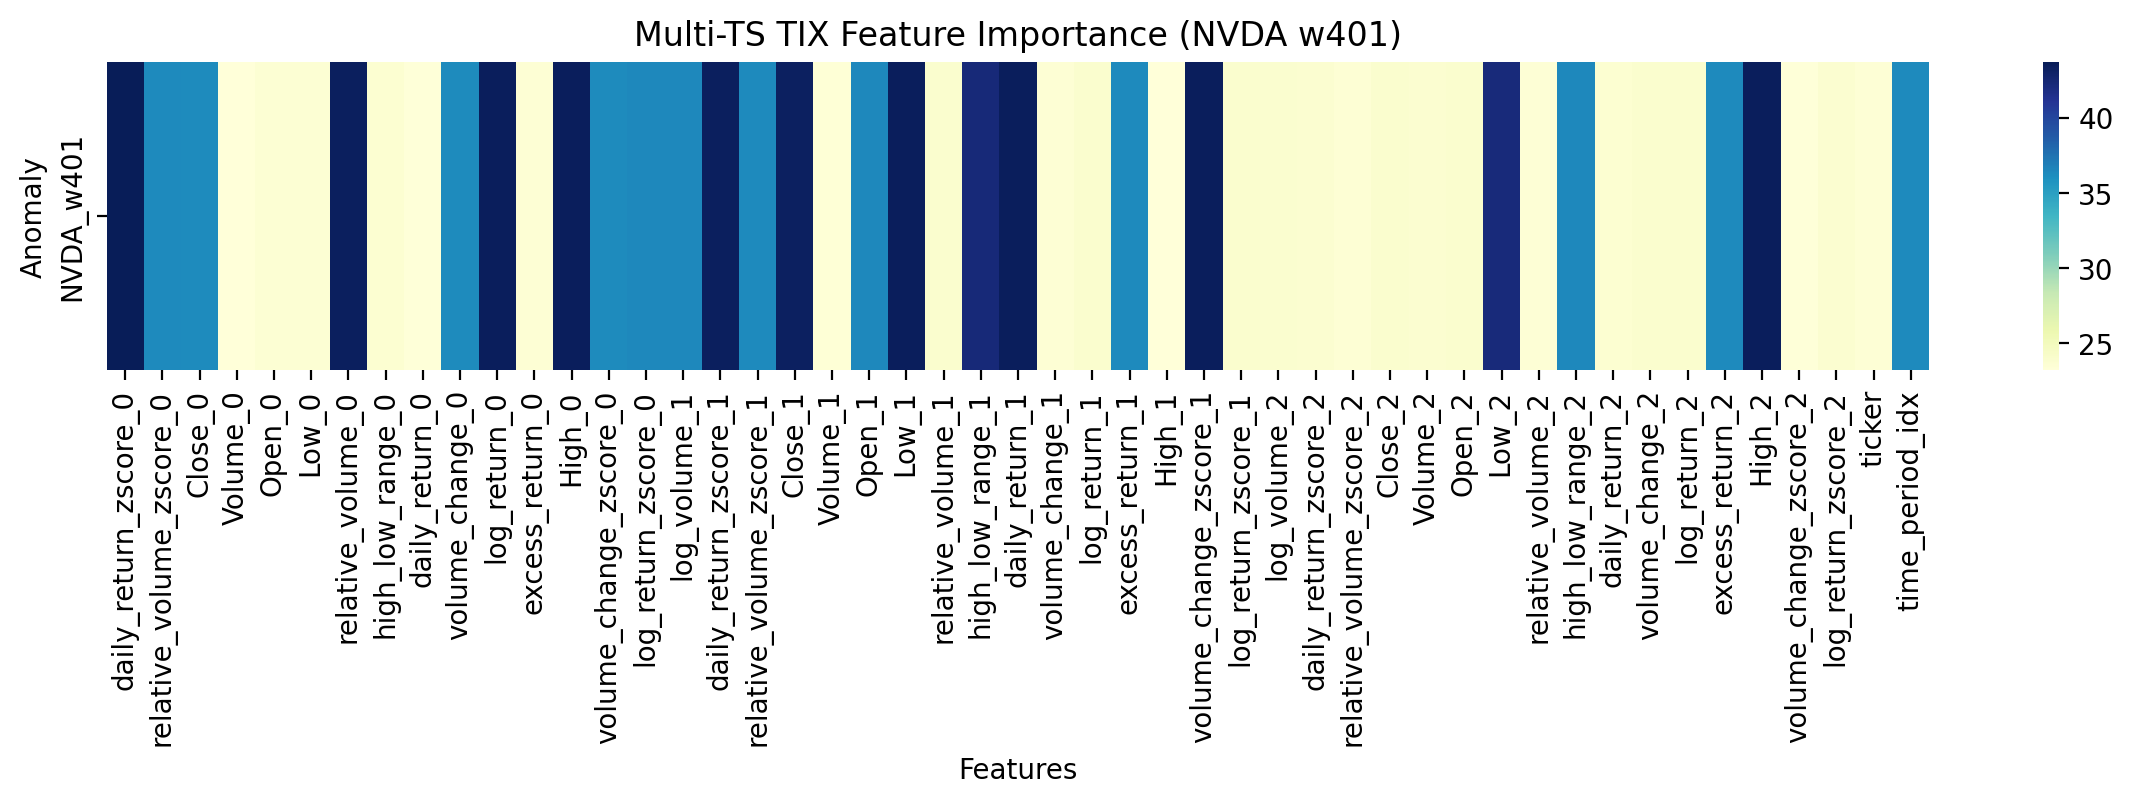 Multi-TS TIX Feature Importance (NVDA w401)
Anomaly
NVDA_w401
40
35
30
25
daily_return_zscore_0
relative_volume_zscore_0
Close_0
Volume_0
Open_0
Low_0
relative_volume_0
high_low_range_0
daily_return_0
volume_change_0
log_return_0
excess_return_0
High_0
volume_change_zscore_0
log_return_zscore_0
log_volume_1
daily_return_zscore_1
relative_volume_zscore_1
Close_1
Volume_1
Open_1
Low_1
relative_volume_1
high_low_range_1
daily_return_1
volume_change_1
log_return_1
excess_return_1
High_1
volume_change_zscore_1
log_return_zscore_1
log_volume_2
daily_return_zscore_2
relative_volume_zscore_2
Close_2
Volume_2
Open_2
Low_2
relative_volume_2
high_low_range_2
daily_return_2
volume_change_2
log_return_2
excess_return_2
High_2
volume_change_zscore_2
log_return_zscore_2
ticker
time_period_idx
Features